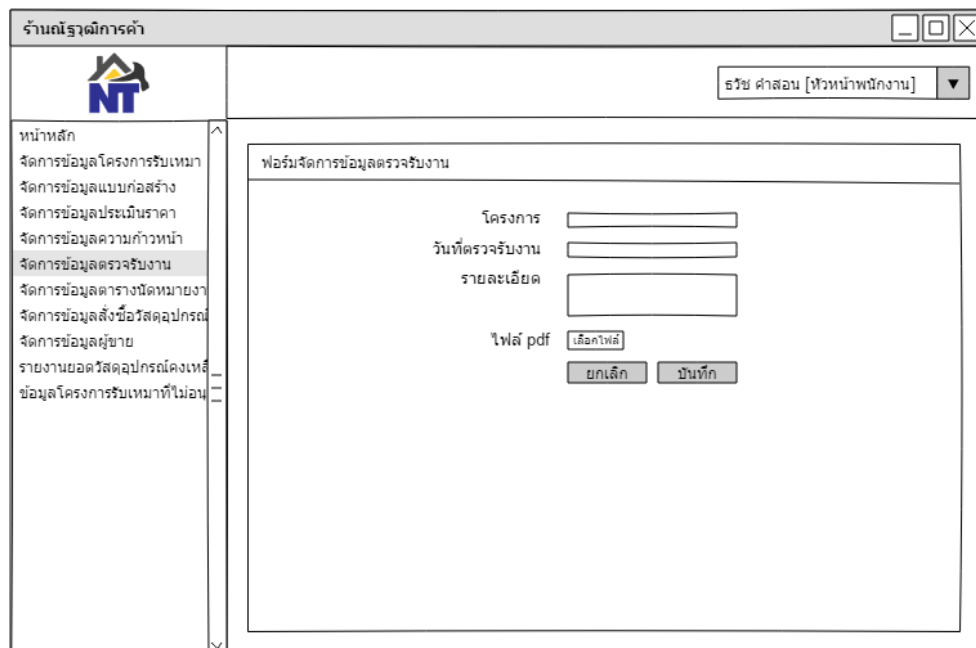 ร้านณัฐวุฒิการค้า
NT
ธวัช คำสอน [หัวหน้าพนักงาน]
หน้าหลัก
จัดการข้อมูลโครงการรับเหมา
จัดการข้อมูลแบบก่อสร้าง
จัดการข้อมูลประเมินราคา
จัดการข้อมูลความก้าวหน้า
จัดการข้อมูลตรวจรับงาน
จัดการข้อมูลตารางนัดหมายงา
จัดการข้อมูลสั่งซื้อวัสดุอุปกรณ์
จัดการข้อมูลผู้ขาย
รายงานยอดวัสดุอุปกรณ์คงเหลื
ข้อมูลโครงการรับเหมาที่ไม่อนุ
ฟอร์มจัดการข้อมูลตรวจรับงาน
โครงการ
วันที่ตรวจรับงาน
รายละเอียด
ไฟล์ pdf เลือกไฟล์
ยกเลิก บันทึก